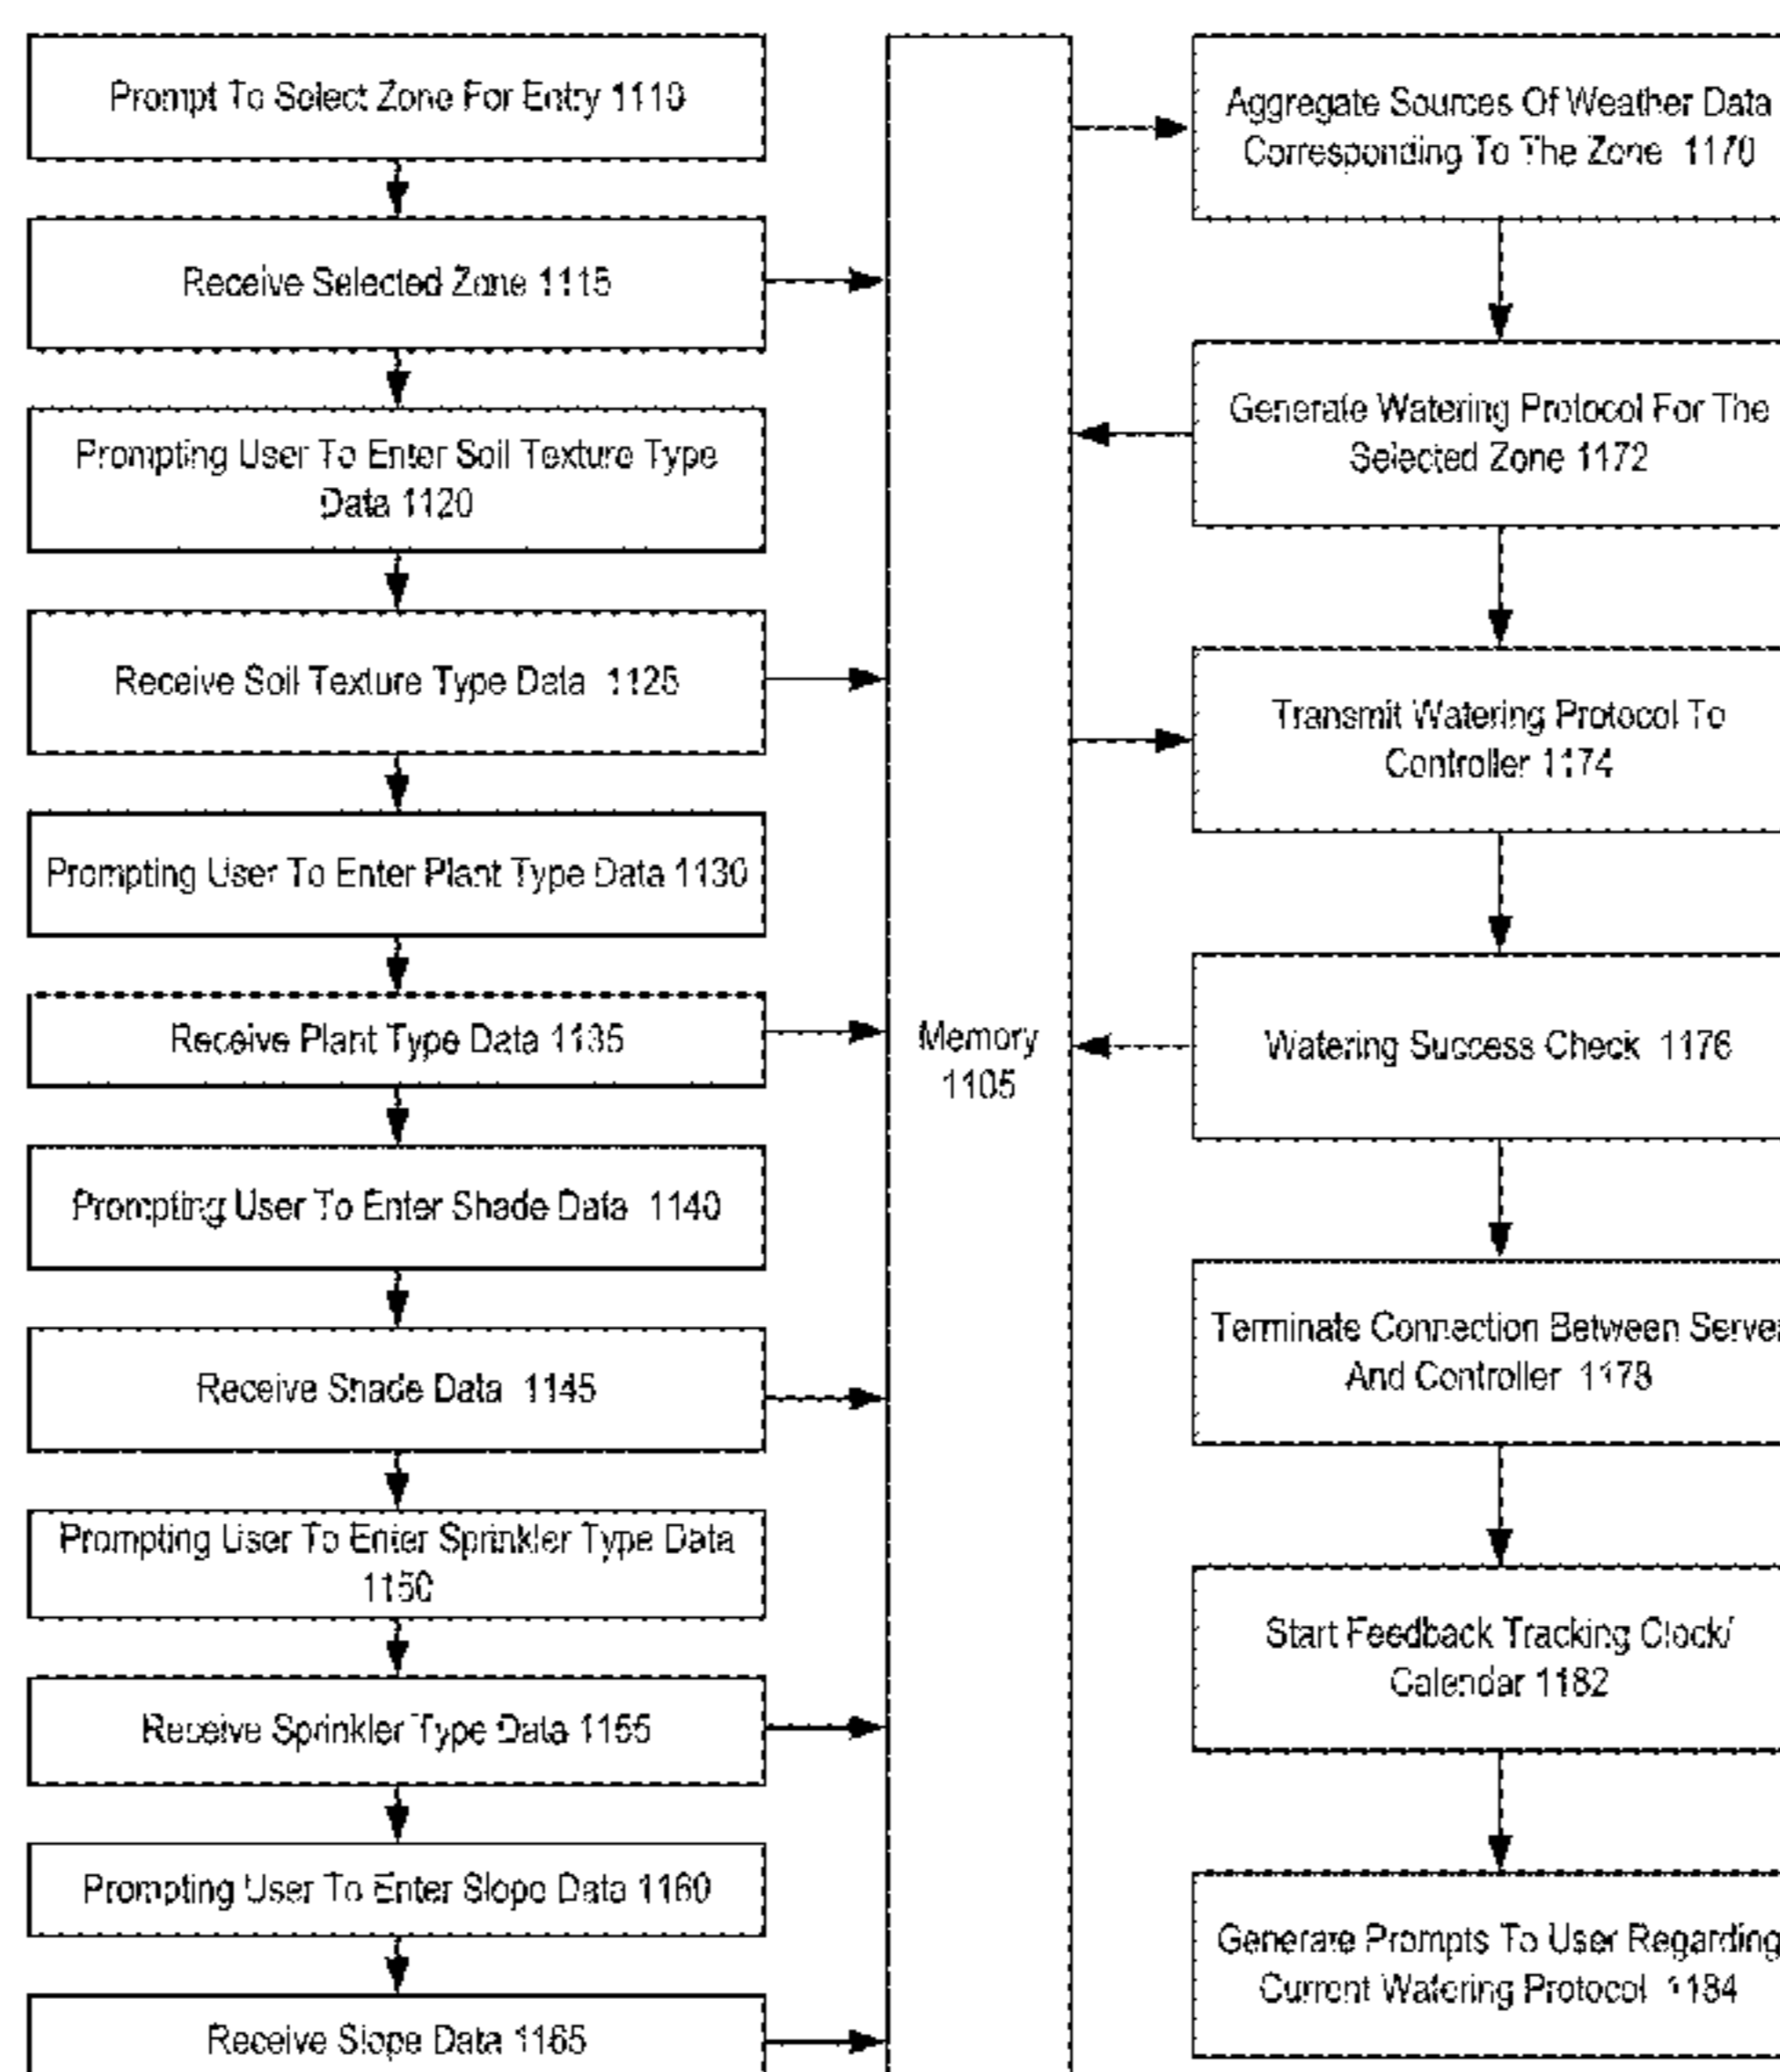 Prompt To Select Zone For Entry 1110
Receive Selected Zone 1115
Prompting User To Enter Soil Texture Type
Data 1120
Receive Soil Texture Type Data 1125
Prompting User To Enter Plant Type Data 1130
Receive Plant Type Data 1135
Prompting User To Enter Shade Data 1140
Receive Shade Data 1145
Prompting User To Enter Sprinkler Type Data
1150
Receive Sprinkler Type Data 1155
Prompting User To Enter Slope Data 1160
Receive Slope Data 1165
Memory
1105
Aggregate Sources Of Weather Data
Corresponding To The Zone 1170
Generate Watering Protocol For The
Selected Zone 1172
Transmit Watering Protocol To
Controller 1174
Watering Success Check 1176
Terminate Connection Between Server
And Controller 1178
Start Feedback Tracking Clock/
Calendar 1182
Generate Prompts To User Regarding
Current Watering Protocol 1184